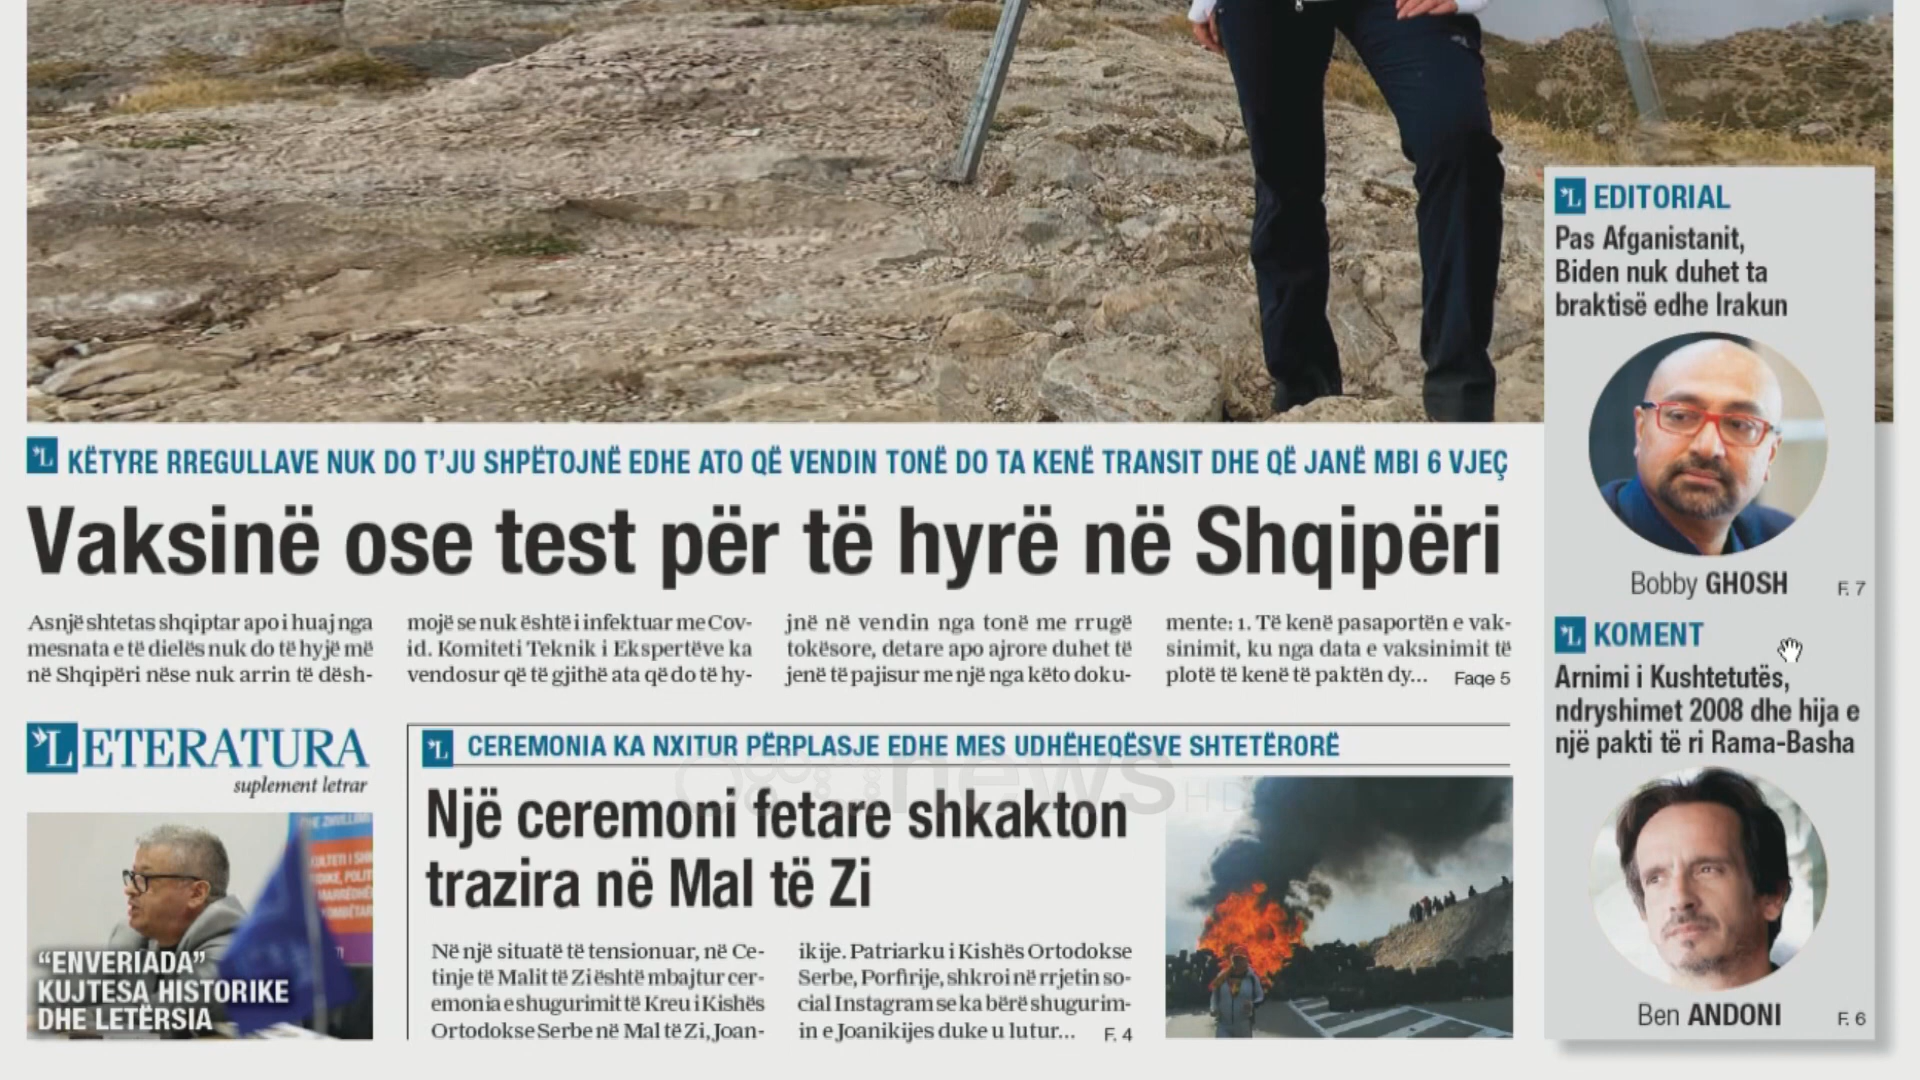 L KËTYRE RREGULLAVE NUK DO T’JU SHPËTOJNË EDHE ATO QË VENDIN TONË DO TA KENË TRANSIT DHE QË JANË MBI 6 VJEÇ
Vaksinë ose test për të hyrë në Shqipëri
Asnjë shtetas shqiptar apo i huaj nga
mesnata e të dielës nuk do të hyjë më
në Shqipëri nëse nuk arrin të dësh-
mojë se nuk është i infektuar me Cov-
id. Komiteti Teknik i Ekspertëve ka
vendosur që të gjithë ata që do të hy-
jnë në vendin nga tonë me rrugë
tokësore, detare apo ajrore duhet të
jenë të pajisur me një nga këto doku-
mente: 1. Të kenë pasaportën e vak-
sinimit, ku nga data e vaksinimit të
plotë të kenë të paktën dy... Faqe 5
LETERATURA
suplement letrar
“ENVERIADA”
KUJTESA HISTORIKE
DHE LETËRSIA
L CEREMONIA KA NXITUR PËRPLASJE EDHE MES UDHËHEQËSVE SHTETËRORË
Një ceremoni fetare shkakton
trazira në Mal të Zi
Në një situatë të tensionuar, në Ce-
tinje të Malit të Zi është mbajtur cer-
emonia e shugurimit të Kreu i Kishës
Ortodokse Serbe në Mal të Zi, Joan-
ikije. Patriarku i Kishës Ortodokse
Serbe, Porfirije, shkroi në rrjetin so-
cial Instagram se ka bërë shugurim-
in e Joanikijes duke u lutur... F. 4
news HD
L EDITORIAL
Pas Afganistanit,
Biden nuk duhet ta
braktisë edhe Irakun
Bobby GHOSH F. 7
L KOMENT
Arnimi i Kushtetutës,
ndryshimet 2008 dhe hija e
një pakti të ri Rama-Basha
Ben ANDONI F. 6